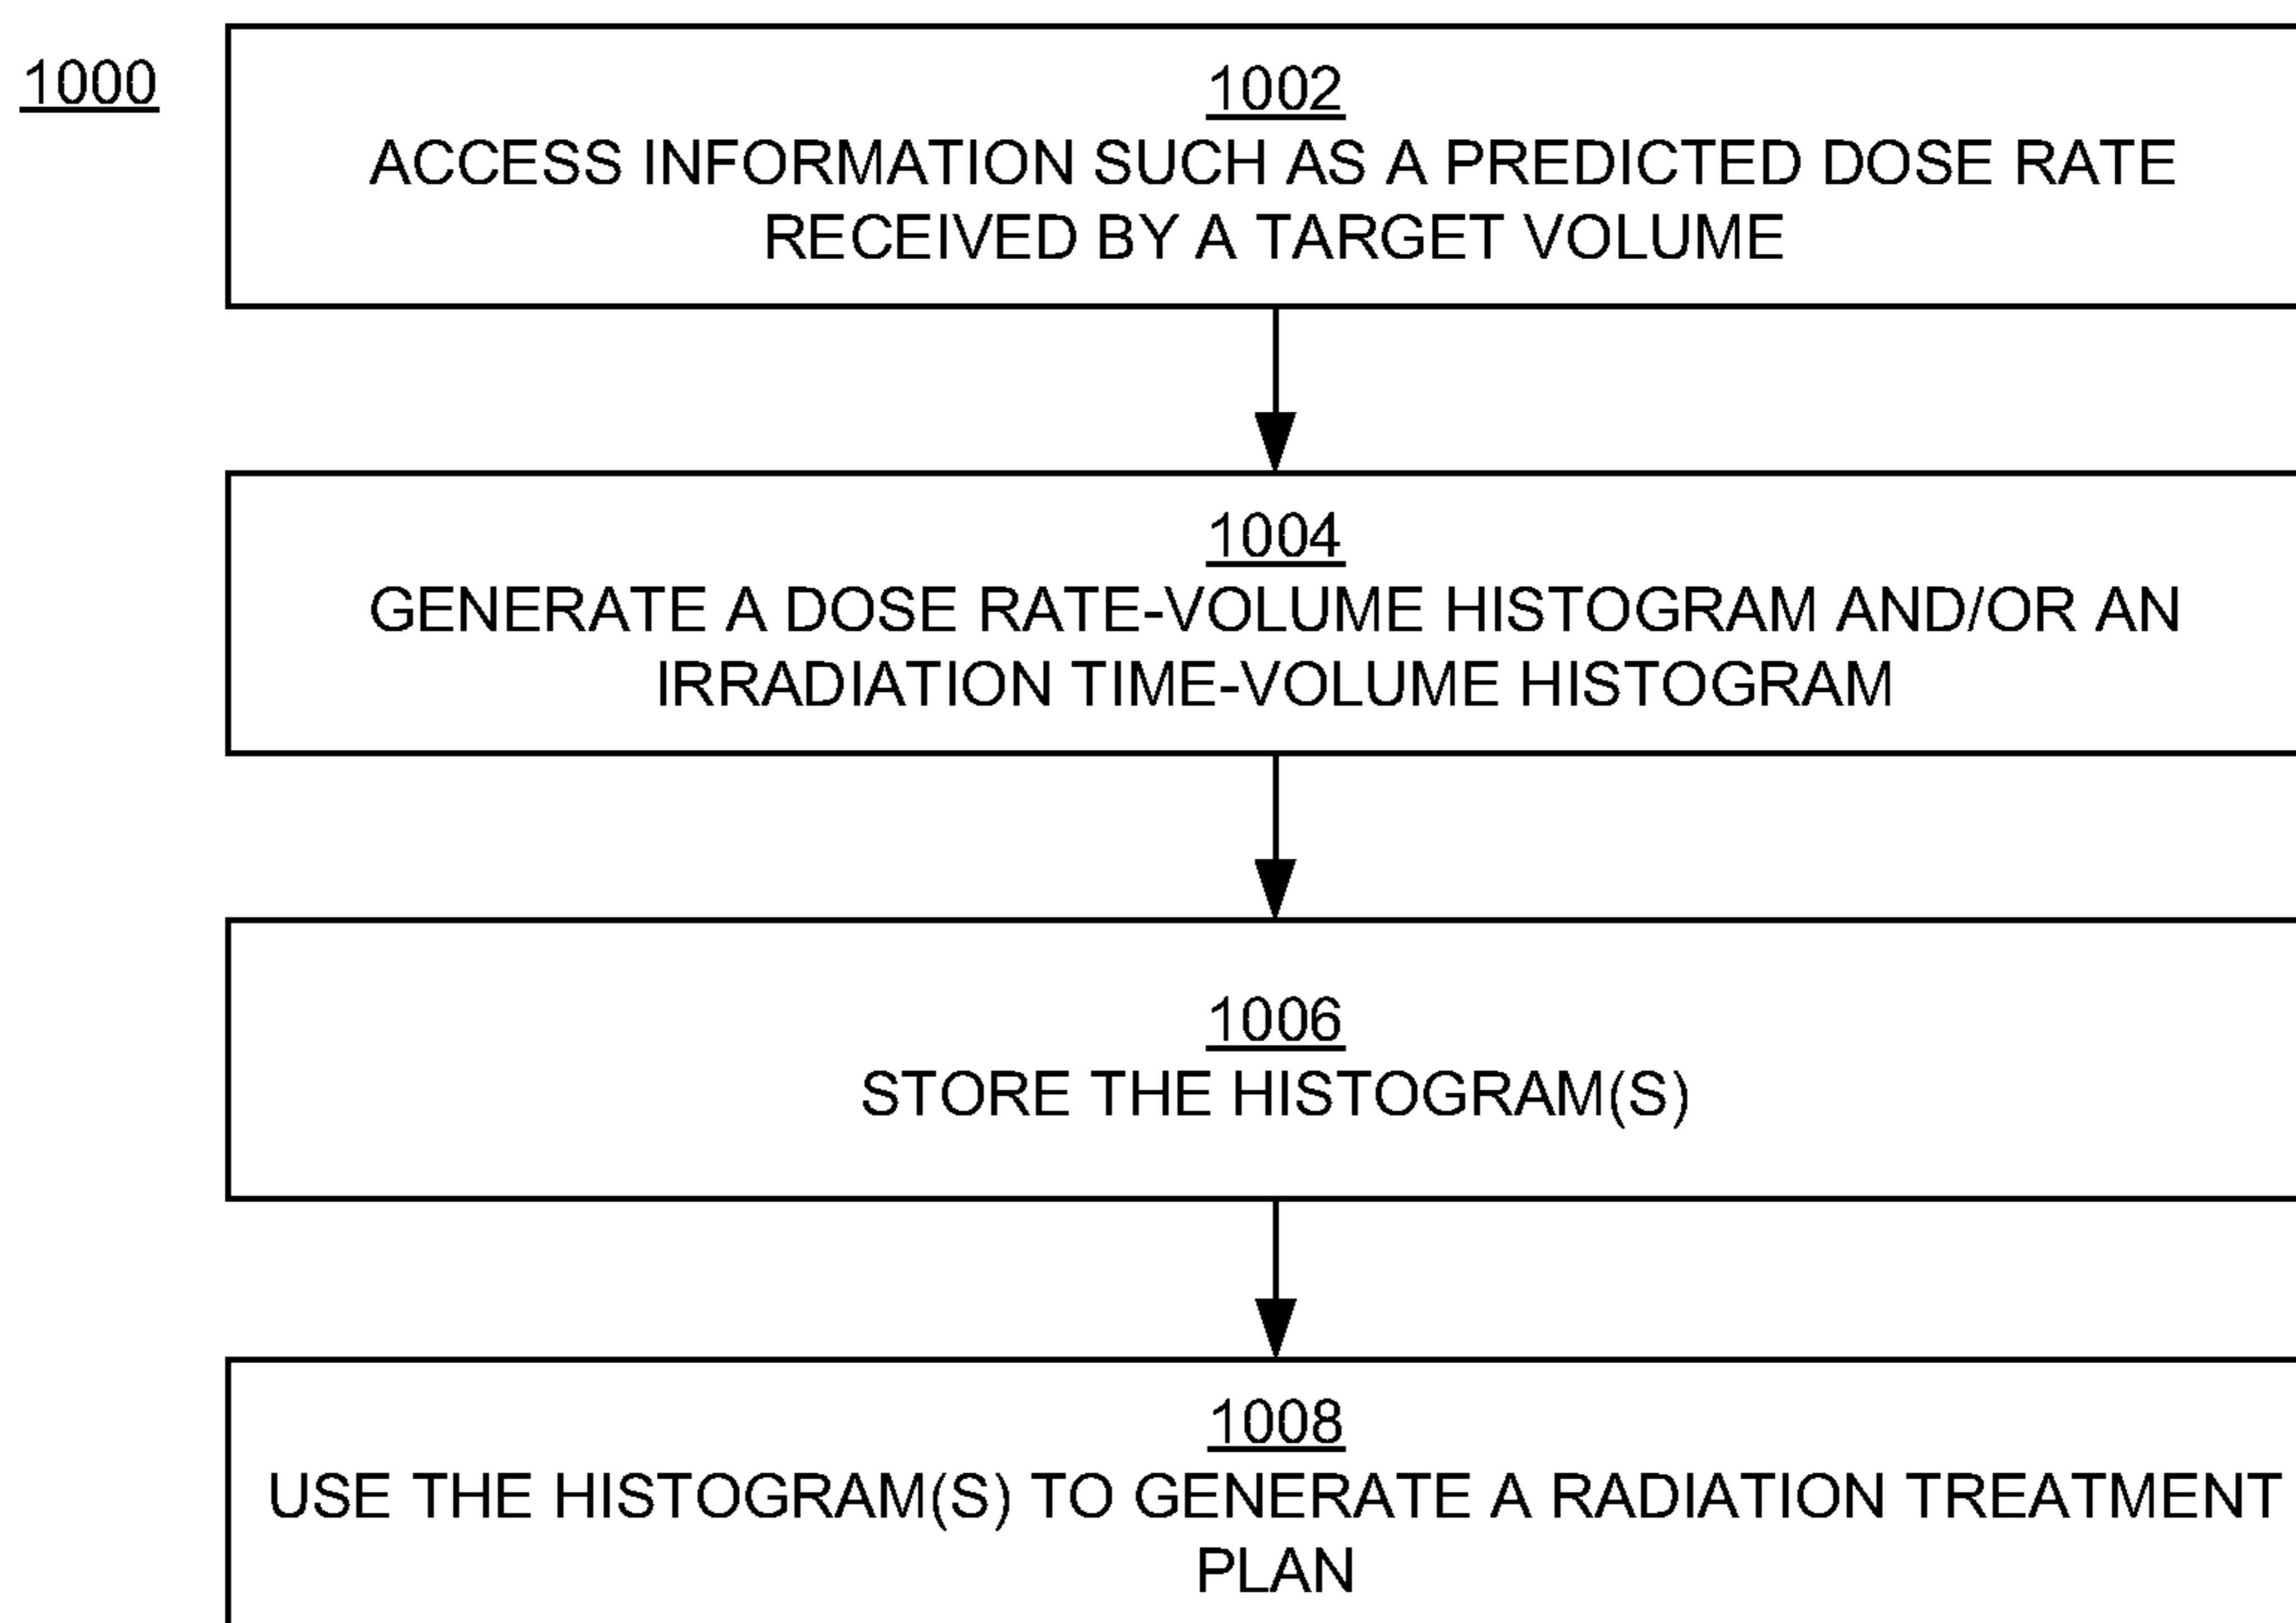 1000
1002
ACCESS INFORMATION SUCH AS A PREDICTED DOSE RATE
RECEIVED BY A TARGET VOLUME
1004
GENERATE A DOSE RATE-VOLUME HISTOGRAM AND/OR AN
IRRADIATION TIME-VOLUME HISTOGRAM
1006
STORE THE HISTOGRAM(S)
1008
USE THE HISTOGRAM(S) TO GENERATE A RADIATION TREATMENT
PLAN